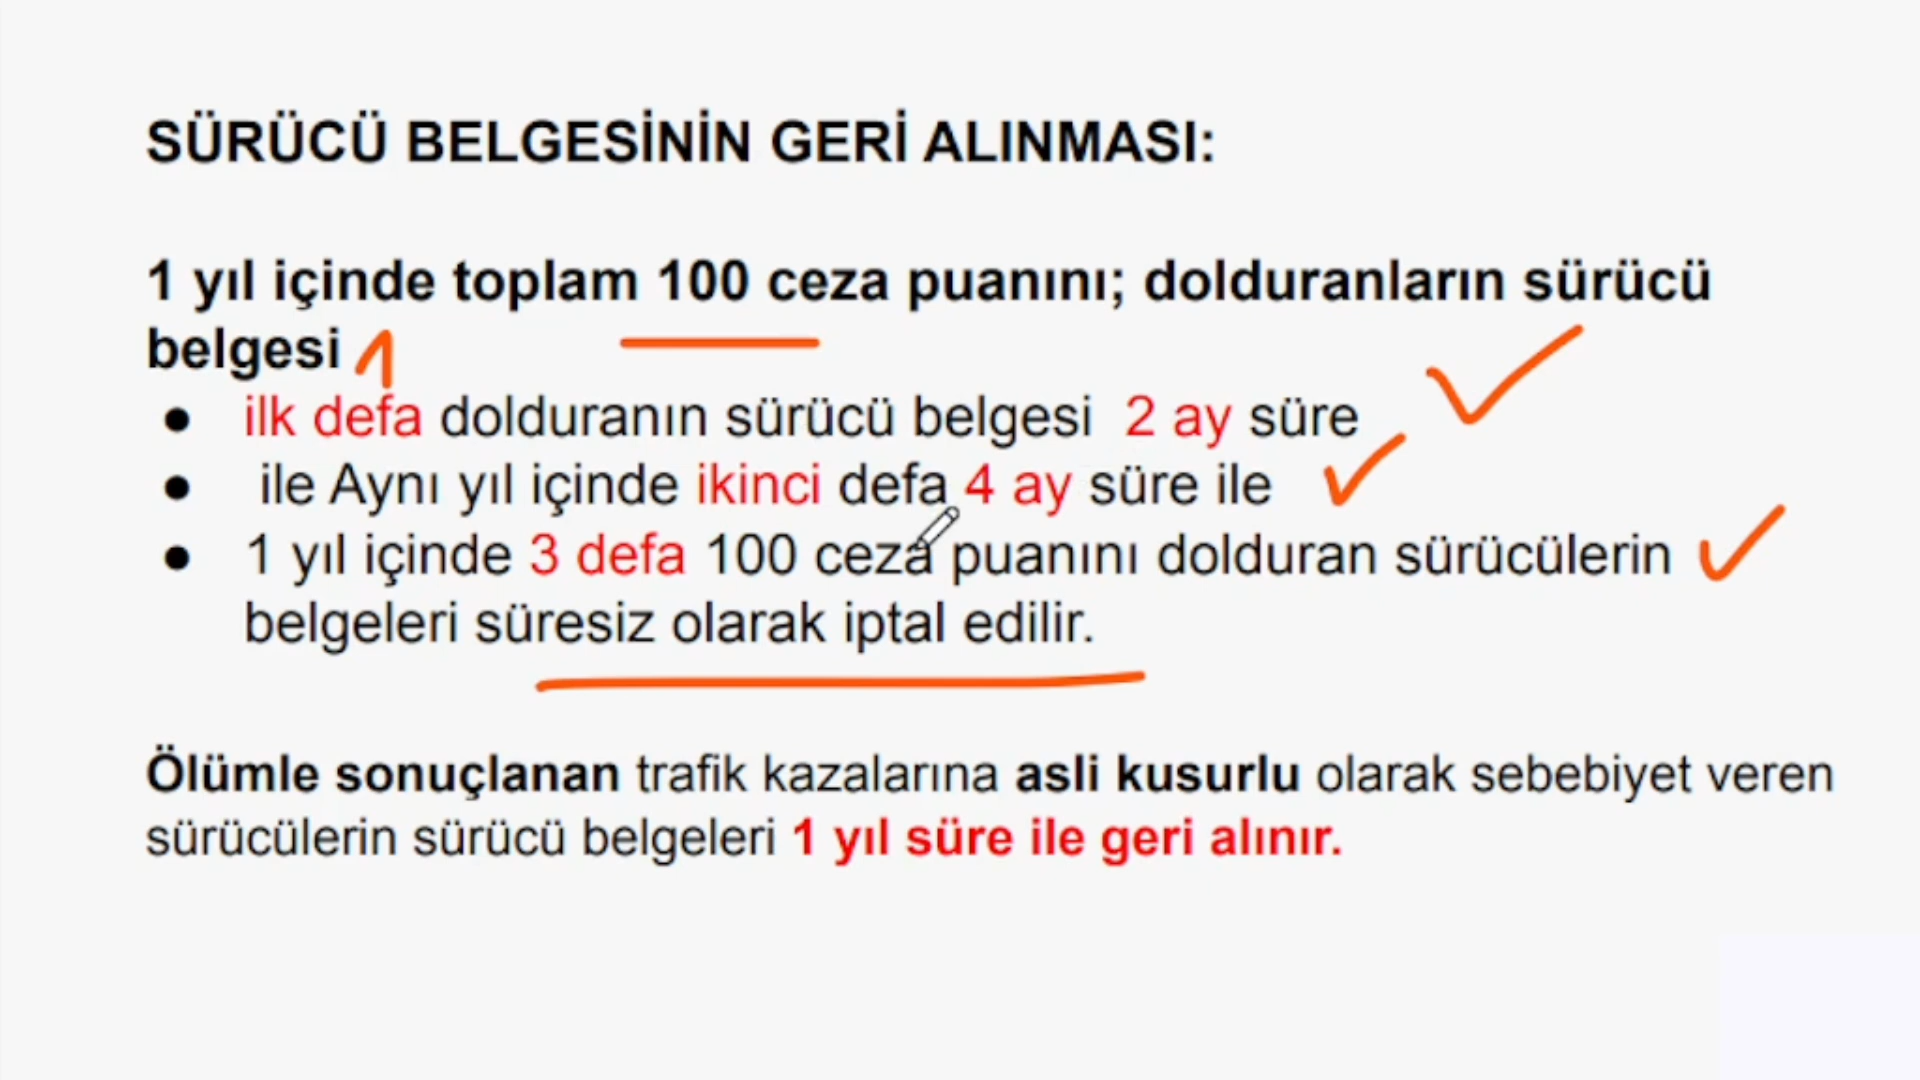 SÜRÜCÜ BELGESİNİN GERİ ALINMASI:
1 yıl içinde toplam 100 ceza puanını; dolduranların sürücü
belgesi 1
● ilk defa dolduranın sürücü belgesi 2 ay süre
● ile Aynı yıl içinde ikinci defa 4 ay süre ile
● 1 yıl içinde 3 defa 100 ceza puanını dolduran sürücülerin
belgeleri süresiz olarak iptal edilir.
Ölümle sonuçlanan trafik kazalarına asli kusurlu olarak sebebiyet veren
sürücülerin sürücü belgeleri 1 yıl süre ile geri alınır.